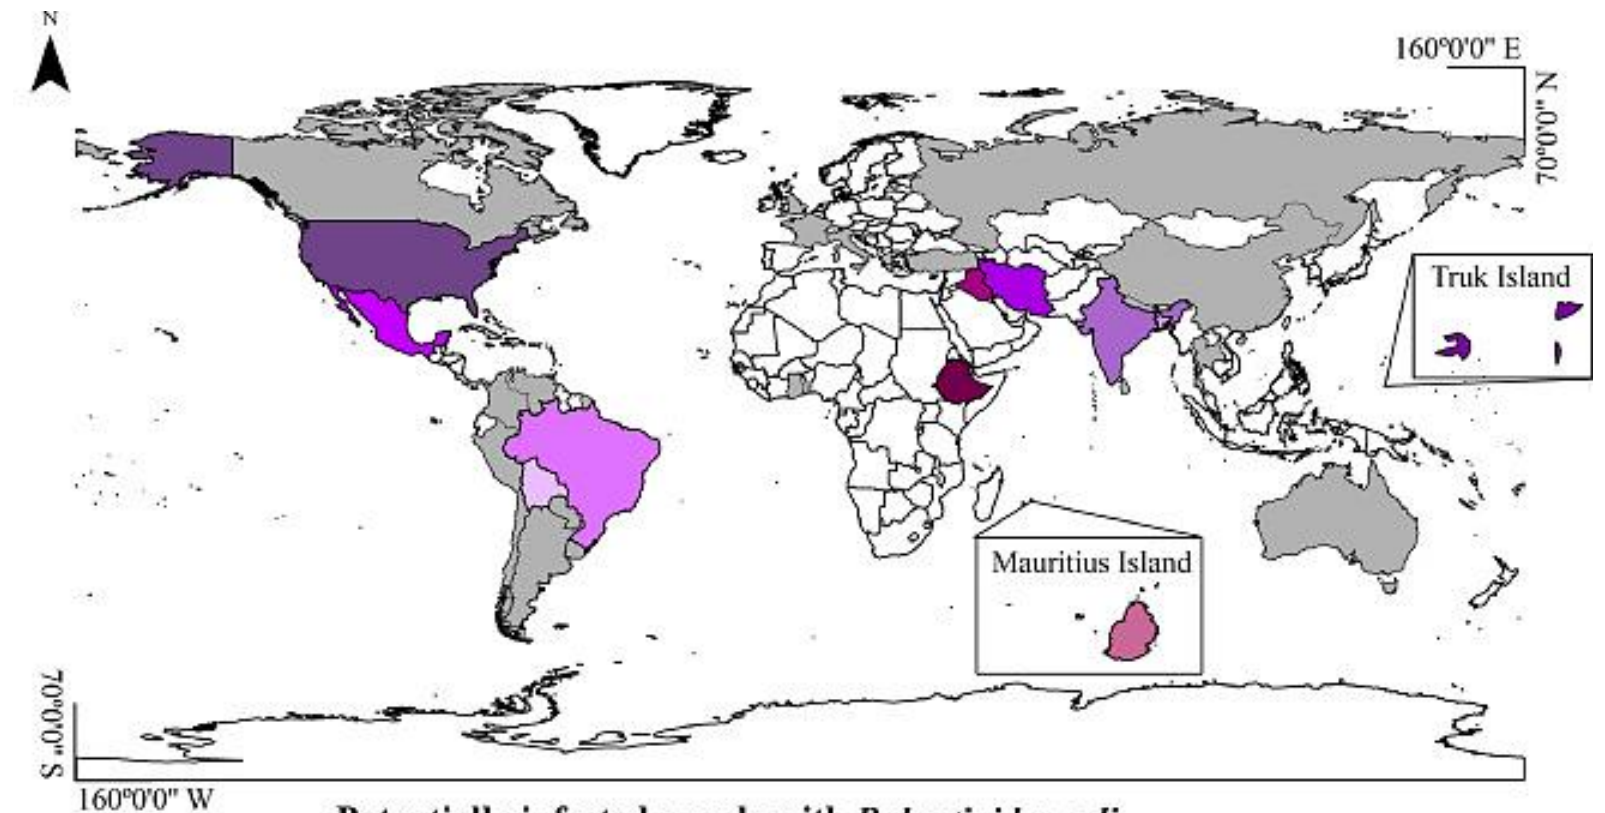 N
160º0'0" E
70º0'0" N
Truk Island
Mauritius Island
70º0'0" S
160º0'0" W